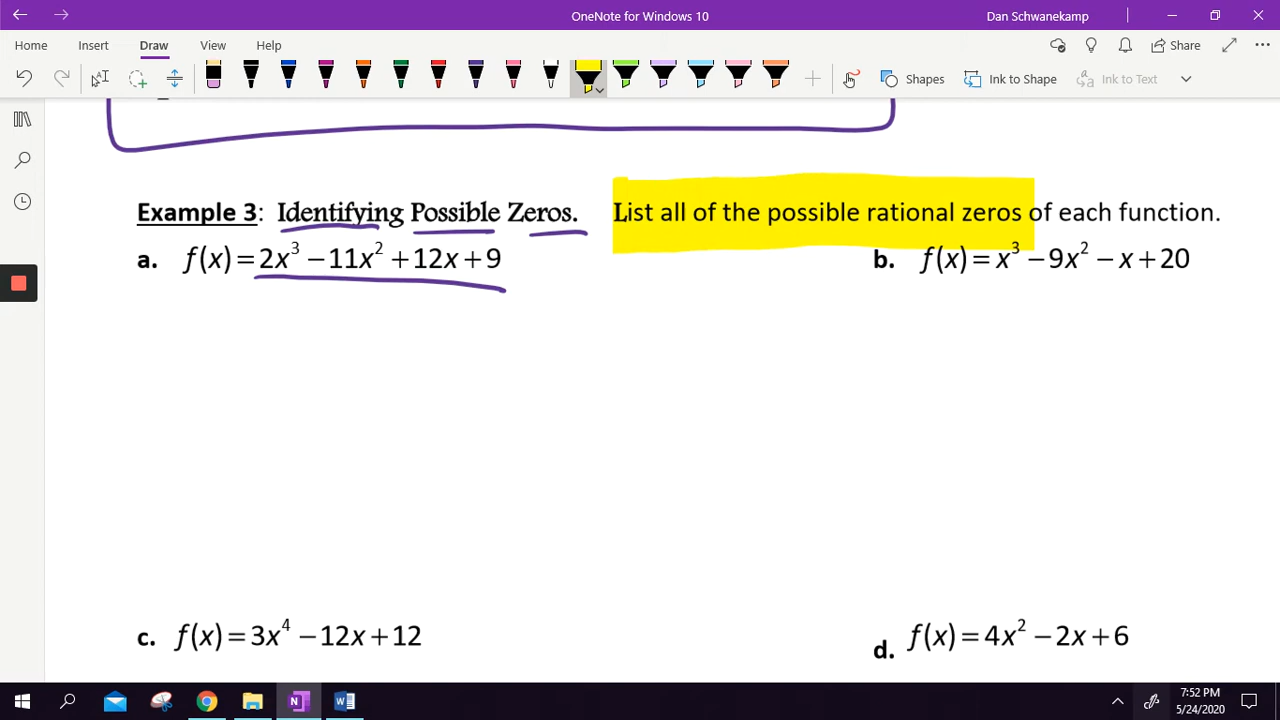 OneNote for Windows 10
Dan Schwanekamp
Home Insert Draw View Help
Share
Shapes Ink to Shape Ink to Text
Example 3: Identifying Possible Zeros. List all of the possible rational zeros of each function.
a. f(x) = 2x³ − 11x² + 12x + 9
b. f(x) = x³ − 9x² − x + 20
c. f(x) = 3x⁴ − 12x + 12
d. f(x) = 4x² − 2x + 6
7:52 PM
5/24/2020